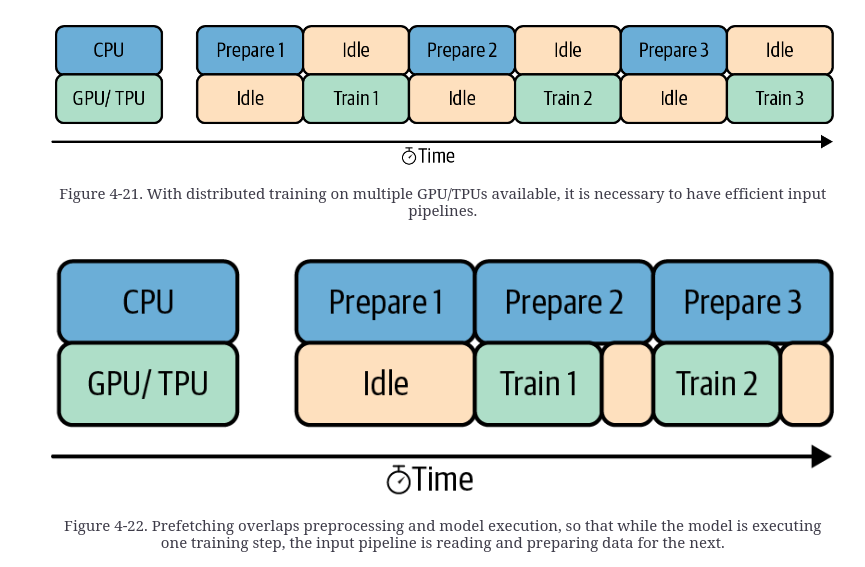 CPU Prepare 1 Idle Prepare 2 Idle Prepare 3 Idle
GPU/ TPU Idle Train 1 Idle Train 2 Idle Train 3
Time
Figure 4-21. With distributed training on multiple GPU/TPUs available, it is necessary to have efficient input
pipelines.
CPU Prepare 1 Prepare 2 Prepare 3
GPU/ TPU Idle Train 1 Train 2
Time
Figure 4-22. Prefetching overlaps preprocessing and model execution, so that while the model is executing
one training step, the input pipeline is reading and preparing data for the next.